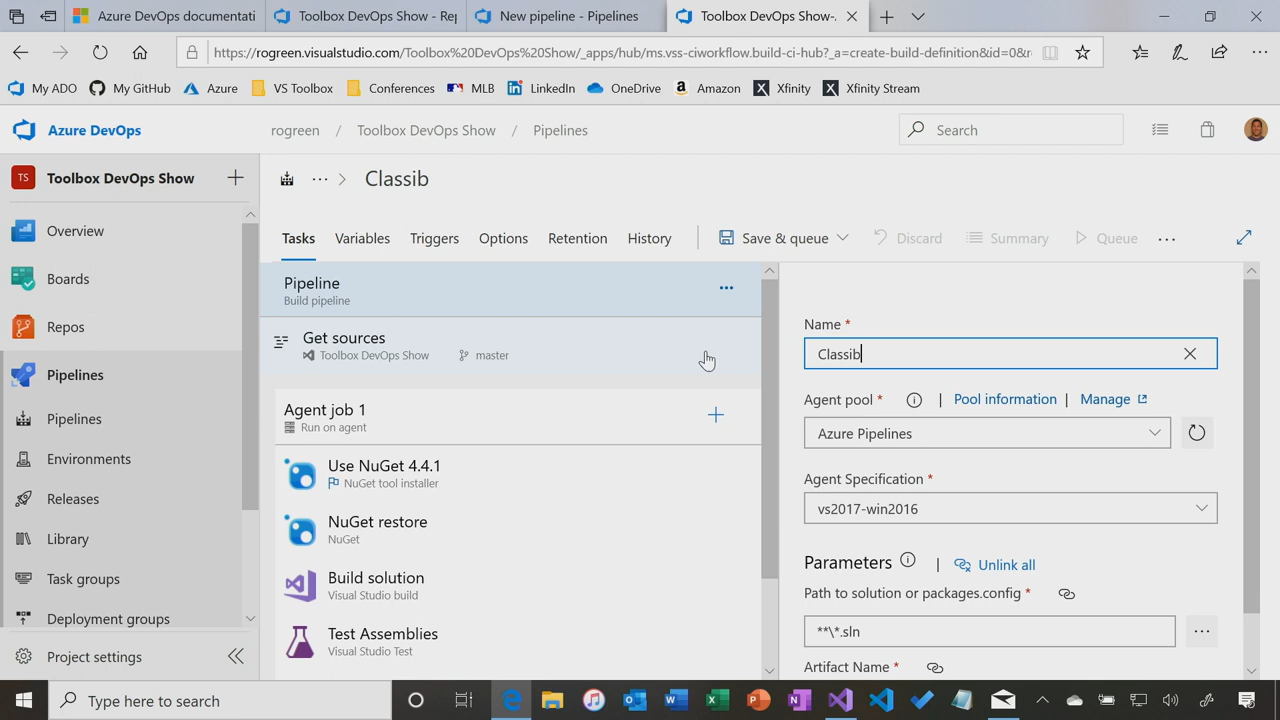 Azure DevOps documentati
Toolbox DevOps Show - Rep
New pipeline - Pipelines
Toolbox DevOps Show-
https://rogreen.visualstudio.com/Toolbox%20DevOps%20Show/_apps/hub/ms.vss-ciworkflow.build-ci-hub?_a=create-build-definition&id=0&r
My ADO
My GitHub
Azure
VS Toolbox
Conferences
MLB
LinkedIn
OneDrive
Amazon
Xfinity
Xfinity Stream
Azure DevOps
rogreen / Toolbox DevOps Show / Pipelines
Search
TS Toolbox DevOps Show
Overview
Boards
Repos
Pipelines
Pipelines
Environments
Releases
Library
Task groups
Deployment groups
Project settings
... > Classib
Tasks Variables Triggers Options Retention History
Save & queue Discard Summary Queue ...
Pipeline
Build pipeline
Get sources
Toolbox DevOps Show master
Agent job 1
Run on agent
Use NuGet 4.4.1
NuGet tool installer
NuGet restore
NuGet
Build solution
Visual Studio build
Test Assemblies
Visual Studio Test
Name *
Classib
Agent pool * | Pool information | Manage
Azure Pipelines
Agent Specification *
vs2017-win2016
Parameters | Unlink all
Path to solution or packages.config *
**\*.sln
Artifact Name *
Type here to search